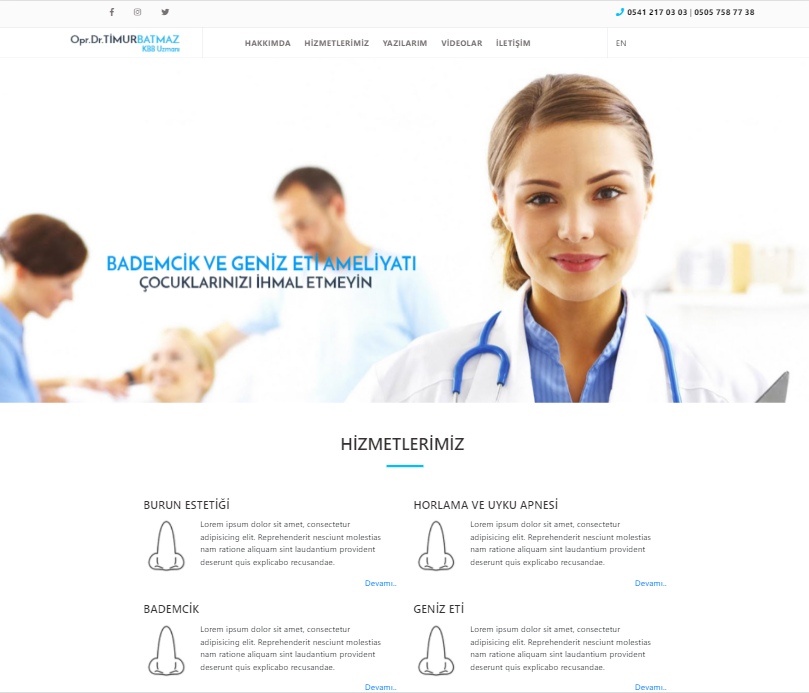 0541 217 03 03 | 0505 758 77 38
Opr.Dr.TİMURBATMAZ
KBB Uzmanı
HAKKIMDA HİZMETLERİMİZ YAZILARIM VİDEOLAR İLETİŞİM EN
BADEMCİK VE GENİZ ETİ AMELİYATI
ÇOCUKLARINIZI İHMAL ETMEYİN
HİZMETLERİMİZ
BURUN ESTETİĞİ
Lorem ipsum dolor sit amet, consectetur
adipisicing elit. Reprehenderit nesciunt molestias
nam ratione aliquam sint laudantium provident
deserunt quis explicabo recusandae.
Devamı..
HORLAMA VE UYKU APNESİ
Lorem ipsum dolor sit amet, consectetur
adipisicing elit. Reprehenderit nesciunt molestias
nam ratione aliquam sint laudantium provident
deserunt quis explicabo recusandae.
Devamı..
BADEMCİK
Lorem ipsum dolor sit amet, consectetur
adipisicing elit. Reprehenderit nesciunt molestias
nam ratione aliquam sint laudantium provident
deserunt quis explicabo recusandae.
Devamı..
GENİZ ETİ
Lorem ipsum dolor sit amet, consectetur
adipisicing elit. Reprehenderit nesciunt molestias
nam ratione aliquam sint laudantium provident
deserunt quis explicabo recusandae.
Devamı..